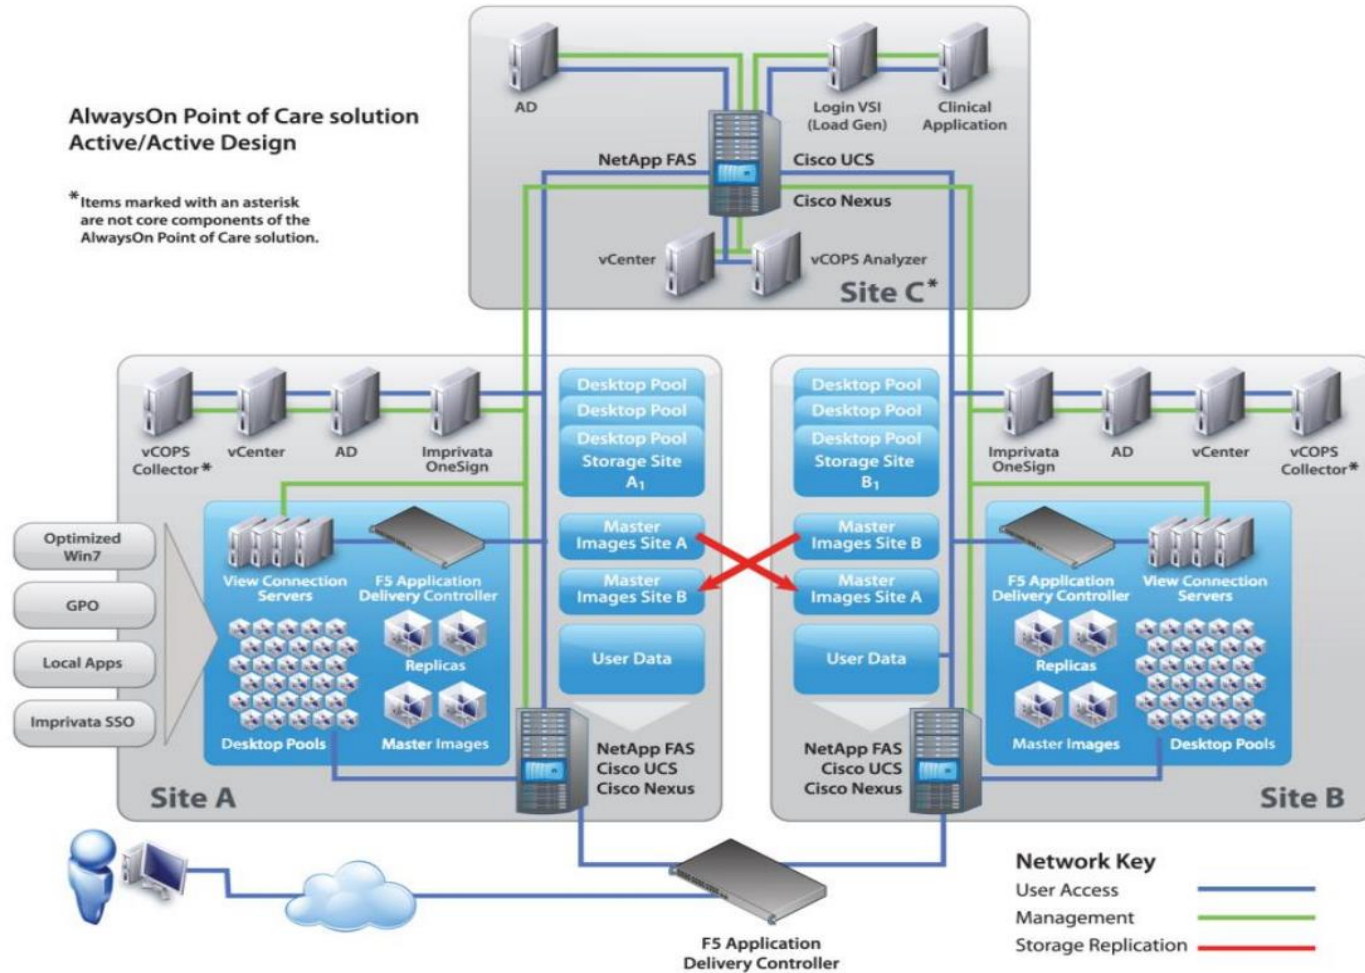 AlwaysOn Point of Care solution
Active/Active Design
*Items marked with an asterisk
are not core components of the
AlwaysOn Point of Care solution.
AD
Login VSI
(Load Gen)
Clinical
Application
NetApp FAS
Cisco UCS
Cisco Nexus
vCenter
vCOPS Analyzer
Site C*
vCOPS
Collector*
vCenter
AD
Imprivata
OneSign
Desktop Pool
Desktop Pool
Desktop Pool
Storage Site
A1
Master
Images Site A
Master
Images Site B
User Data
Optimized
Win7
GPO
Local Apps
Imprivata SSO
View Connection
Servers
F5 Application
Delivery Controller
Replicas
Desktop Pools
Master Images
NetApp FAS
Cisco UCS
Cisco Nexus
Site A
Desktop Pool
Desktop Pool
Desktop Pool
Storage Site
B1
Master
Images Site B
Master
Images Site A
User Data
Imprivata
OneSign
AD
vCenter
vCOPS
Collector*
F5 Application
Delivery Controller
View Connection
Servers
Replicas
Master Images
Desktop Pools
NetApp FAS
Cisco UCS
Cisco Nexus
Site B
F5 Application
Delivery Controller
Network Key
User Access
Management
Storage Replication